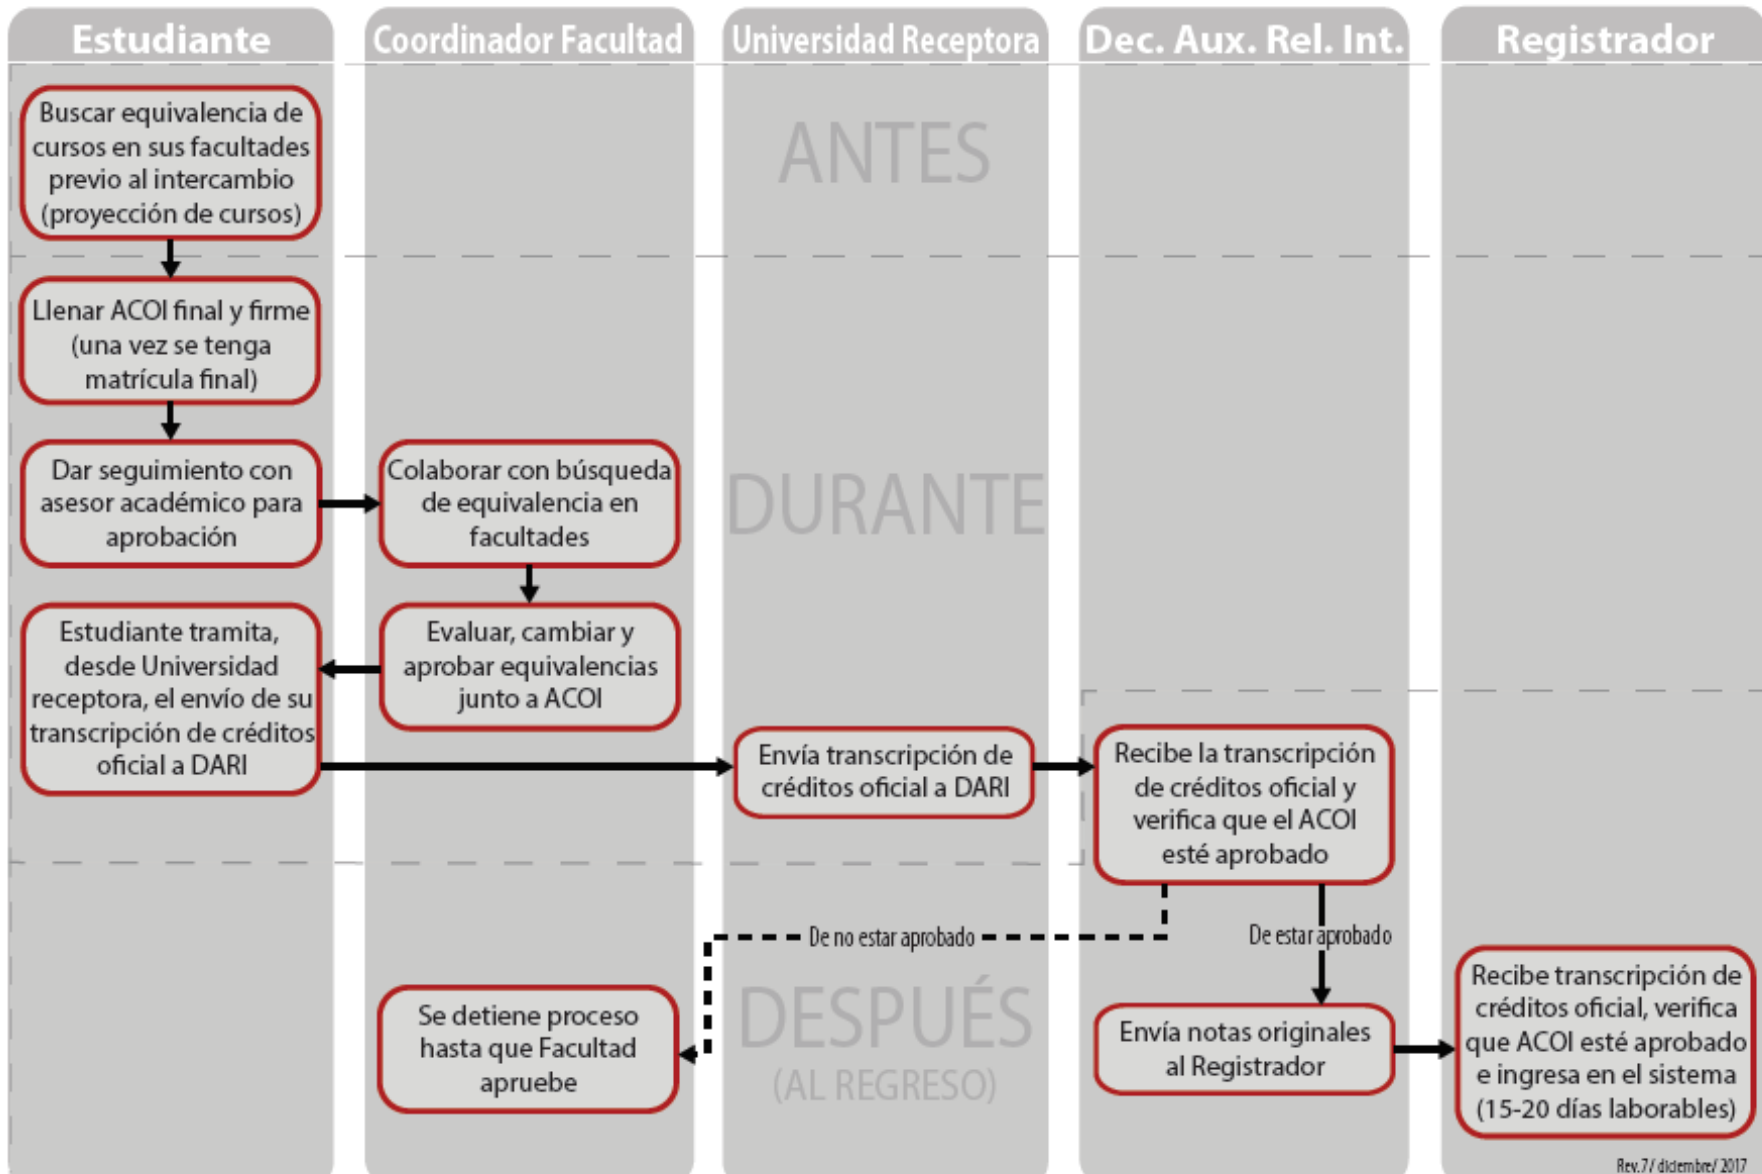 Estudiante
Coordinador Facultad
Universidad Receptora
Dec. Aux. Rel. Int.
Registrador
ANTES
Buscar equivalencia de
cursos en sus facultades
previo al intercambio
(proyección de cursos)
DURANTE
Llenar ACOI final y firme
(una vez se tenga
matrícula final)
Dar seguimiento con
asesor académico para
aprobación
Colaborar con búsqueda
de equivalencia en
facultades
Evaluar, cambiar y
aprobar equivalencias
junto a ACOI
Estudiante tramita,
desde Universidad
receptora, el envío de su
transcripción de créditos
oficial a DARI
Envía transcripción de
créditos oficial a DARI
Recibe la transcripción
de créditos oficial y
verifica que el ACOI
esté aprobado
De no estar aprobado
De estar aprobado
DESPUÉS
(AL REGRESO)
Se detiene proceso
hasta que Facultad
apruebe
Envía notas originales
al Registrador
Recibe transcripción de
créditos oficial, verifica
que ACOI esté aprobado
e ingresa en el sistema
(15-20 días laborables)
Rev.7/ diciembre/ 2017